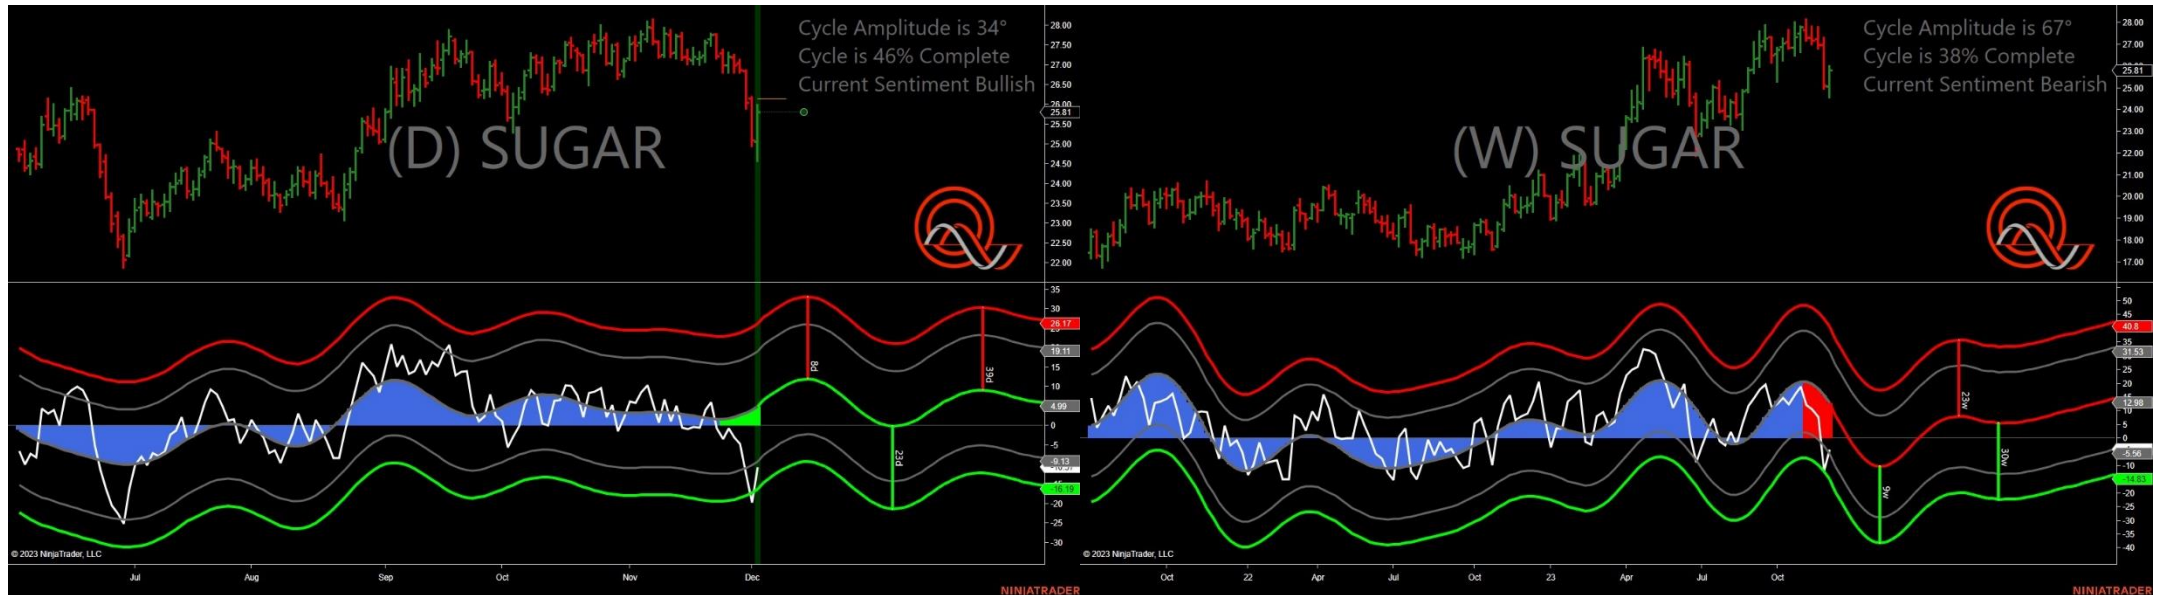 Cycle Amplitude is 34°
Cycle is 46% Complete
Current Sentiment Bullish
(D) SUGAR
28.00
27.50
27.00
26.50
26.00
25.81
25.50
24.50
24.00
23.50
23.00
22.50
22.00
35
30
26.17
19.11
15
10
4.99
0
-5
-9.13
-16.19
-20
-25
-30
8d
23d
39d
© 2023 NinjaTrader, LLC
Jul
Aug
Sep
Oct
Nov
Dec
NINJATRADER
Cycle Amplitude is 67°
Cycle is 38% Complete
Current Sentiment Bearish
(W) SUGAR
28.00
27.00
25.81
25.00
24.00
23.00
22.00
21.00
20.00
19.00
18.00
17.00
50
45
40.8
35
31.53
25
20
15
12.98
5
0
-5.56
-10
-14.83
-20
-25
-30
-35
-40
9w
23w
30w
© 2023 NinjaTrader, LLC
Oct
22
Apr
Jul
Oct
23
Apr
Jul
Oct
NINJATRADER